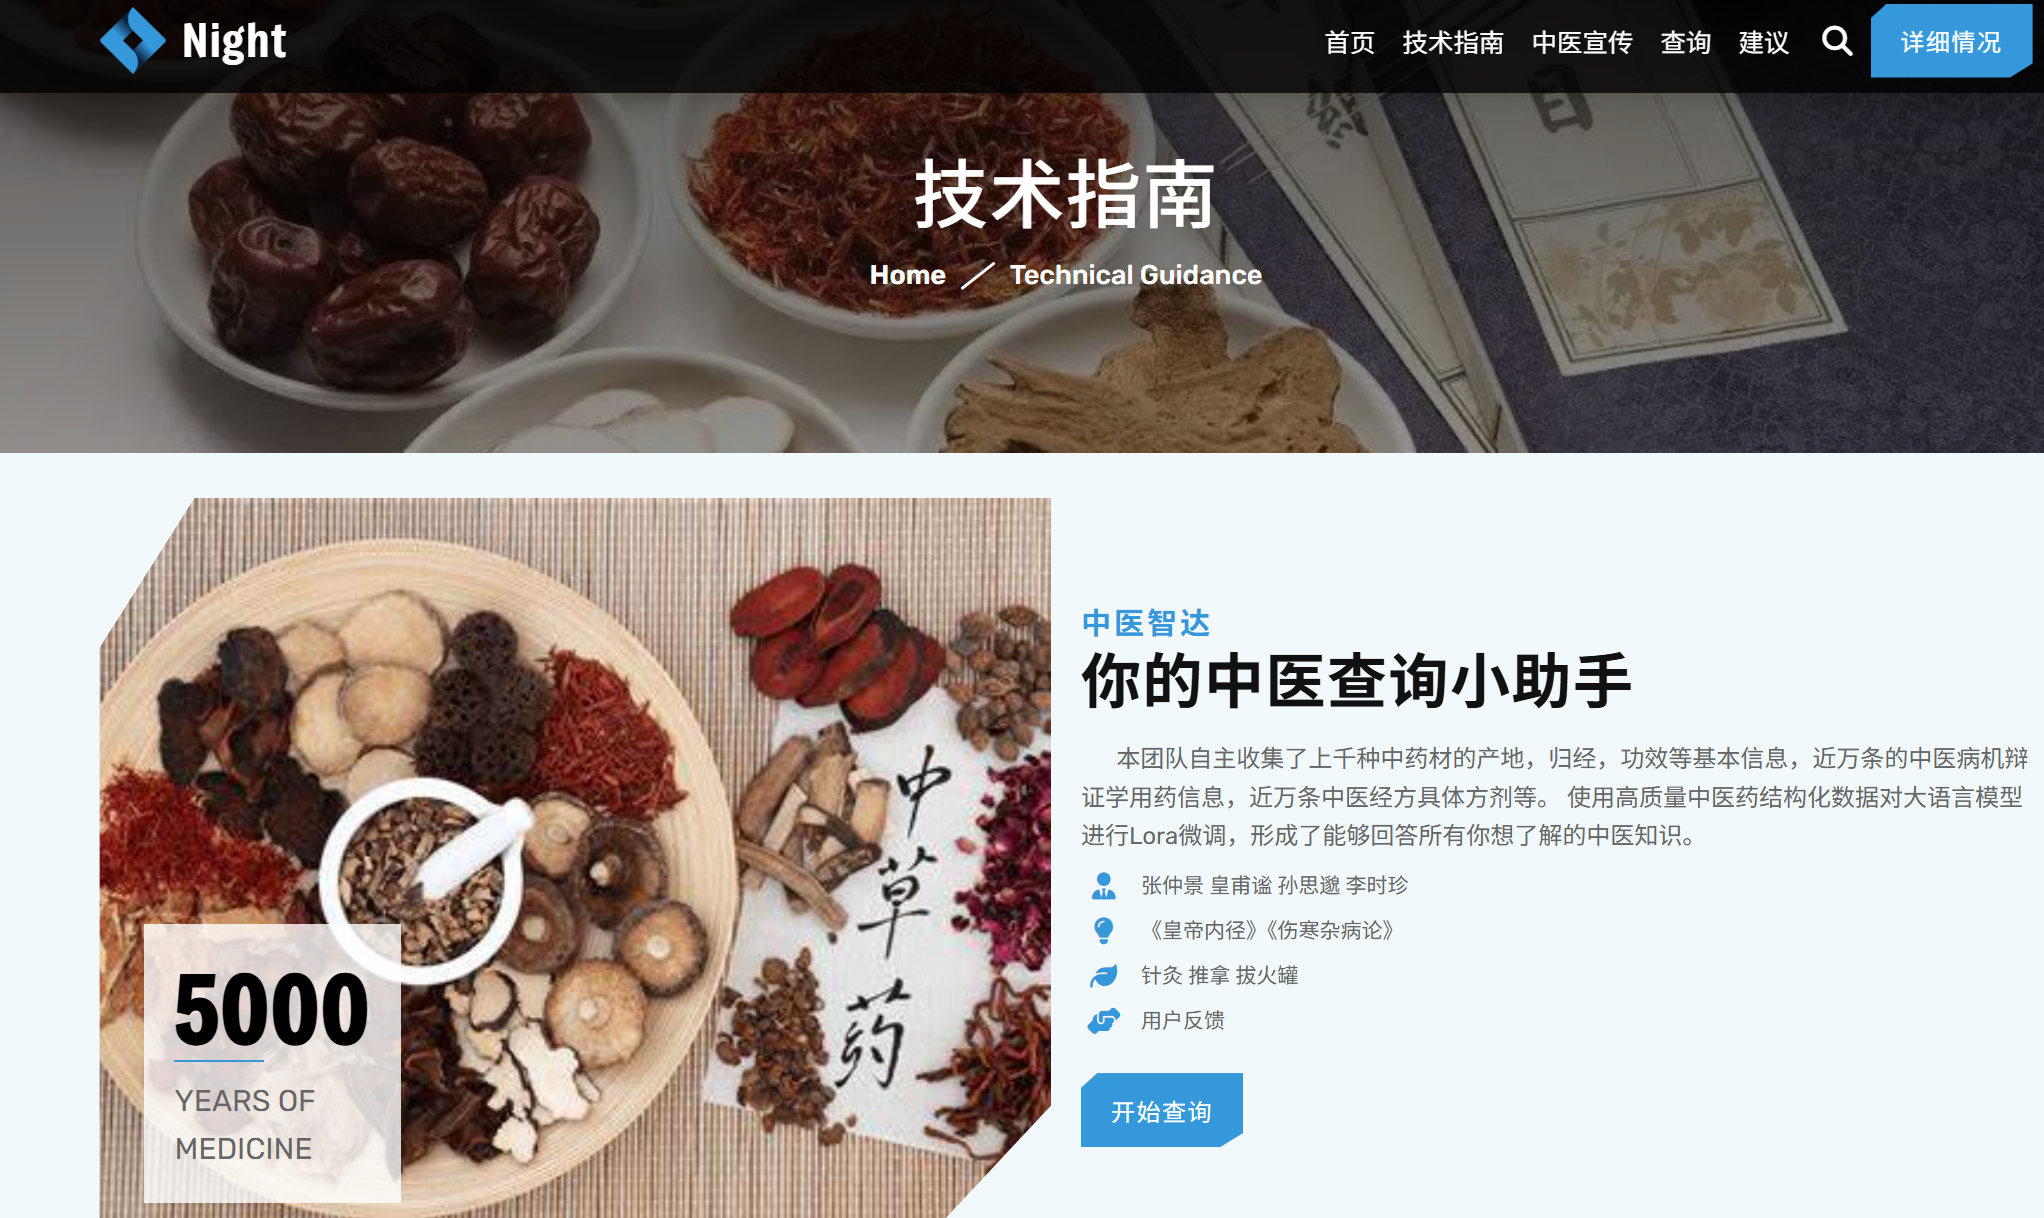 Night
首页 技术指南 中医宣传 查询 建议 详细情况
目
技术指南
Home / Technical Guidance
中医智达
你的中医查询小助手
本团队自主收集了上千种中药材的产地，归经，功效等基本信息，近万条的中医病机辩
证学用药信息，近万条中医经方具体方剂等。 使用高质量中医药结构化数据对大语言模型
进行Lora微调，形成了能够回答所有你想了解的中医知识。
张仲景 皇甫谧 孙思邈 李时珍
《皇帝内径》《伤寒杂病论》
针灸 推拿 拔火罐
用户反馈
开始查询
中
草
药
5000
YEARS OF
MEDICINE